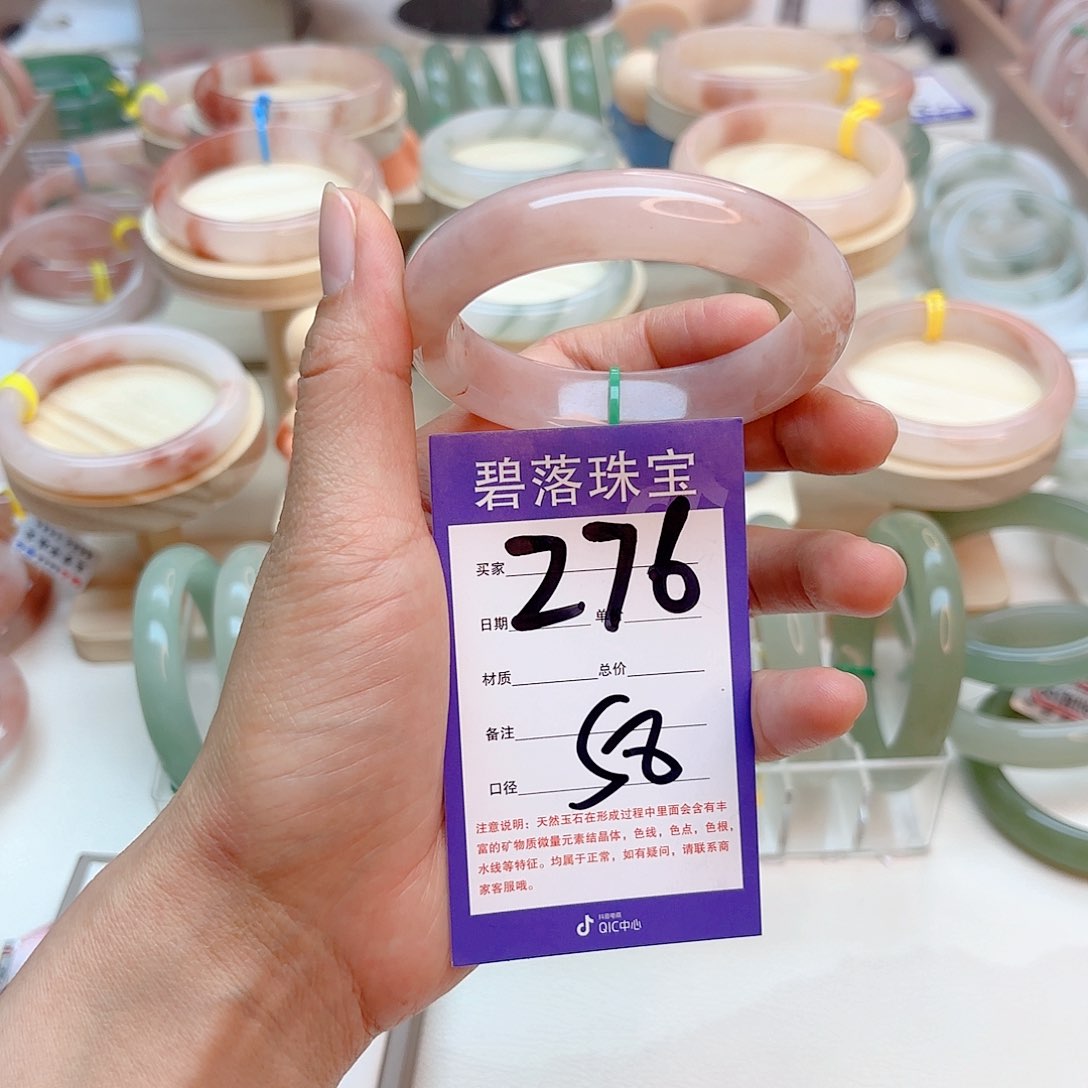 碧落珠宝
买家 276
日期 单
材质 总价
备注
口径 58
注意说明：天然玉石在形成过程中里面会含有丰
富的矿物质微量元素结晶体，色线，色点，色根，
水线等特征。均属于正常，如有疑问，请联系商
家客服哦。
抖音电商
QIC中心